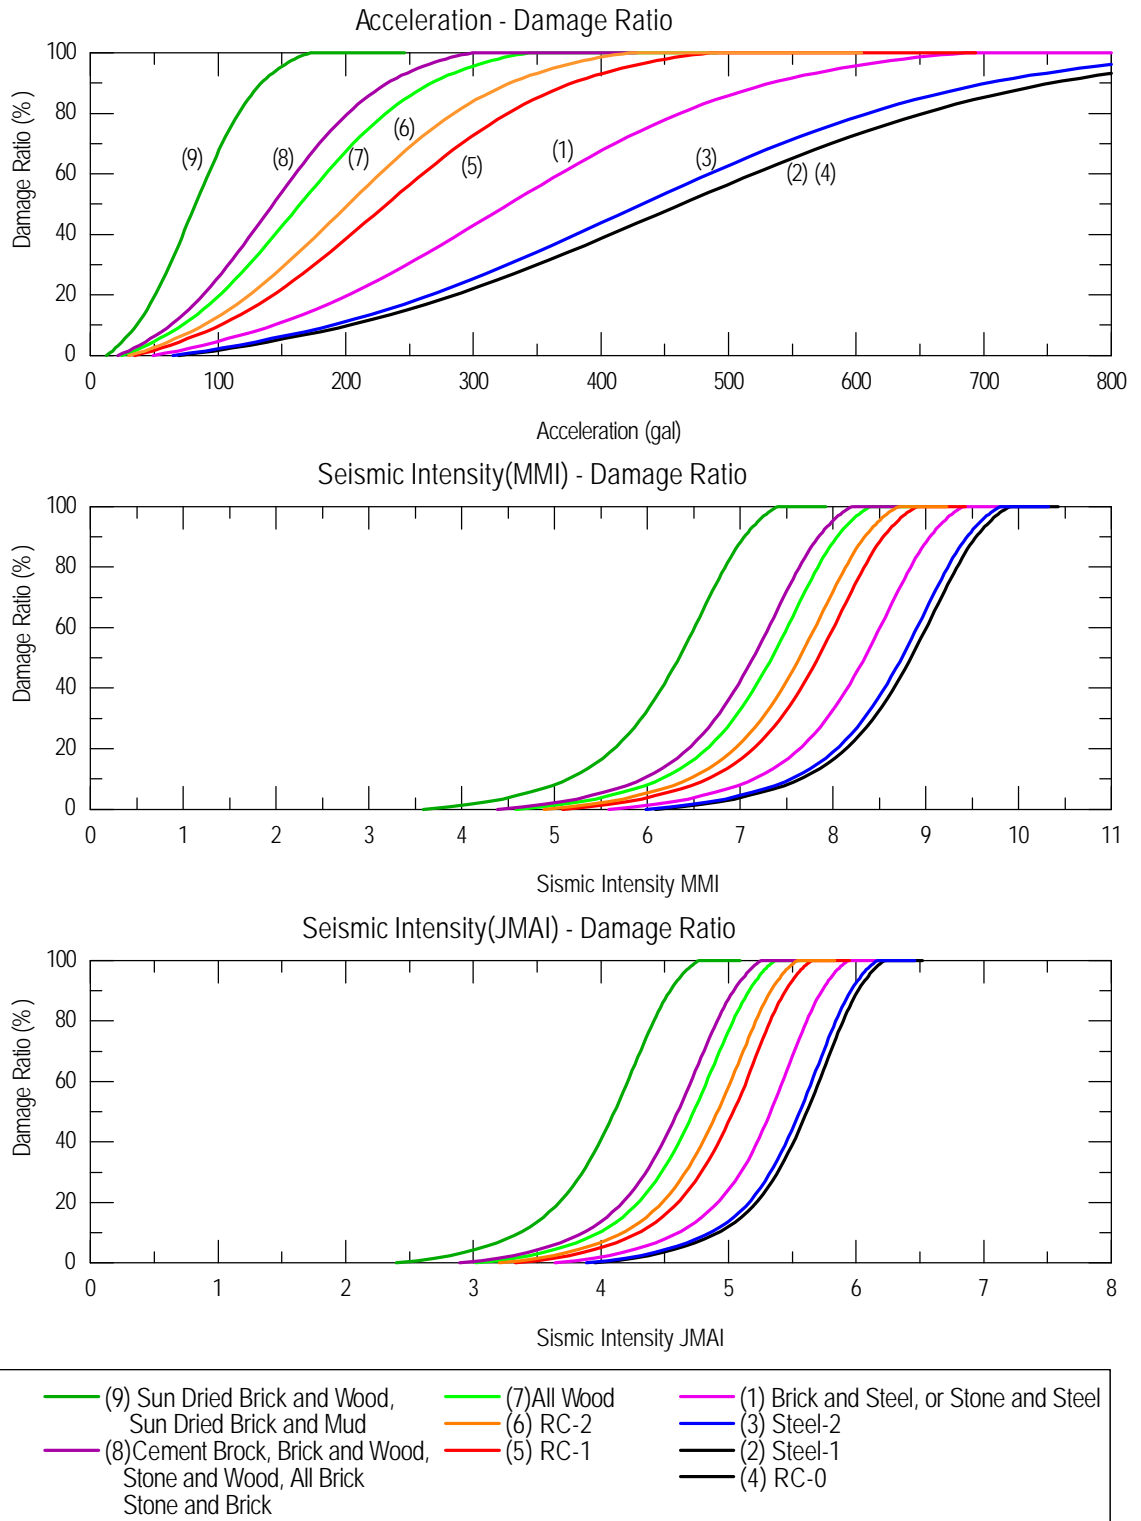 Acceleration - Damage Ratio
Damage Ratio (%)
100
80
60
40
20
0
(9)
(8)
(7)
(6)
(5)
(1)
(3)
(2) (4)
0 100 200 300 400 500 600 700 800
Acceleration (gal)
Seismic Intensity(MMI) - Damage Ratio
Damage Ratio (%)
100
80
60
40
20
0
0 1 2 3 4 5 6 7 8 9 10 11
Sismic Intensity MMI
Seismic Intensity(JMAI) - Damage Ratio
Damage Ratio (%)
100
80
60
40
20
0
0 1 2 3 4 5 6 7 8
Sismic Intensity JMAI
(9) Sun Dried Brick and Wood,
Sun Dried Brick and Mud
(8)Cement Brock, Brick and Wood,
Stone and Wood, All Brick
Stone and Brick
(7)All Wood
(6) RC-2
(5) RC-1
(1) Brick and Steel, or Stone and Steel
(3) Steel-2
(2) Steel-1
(4) RC-0